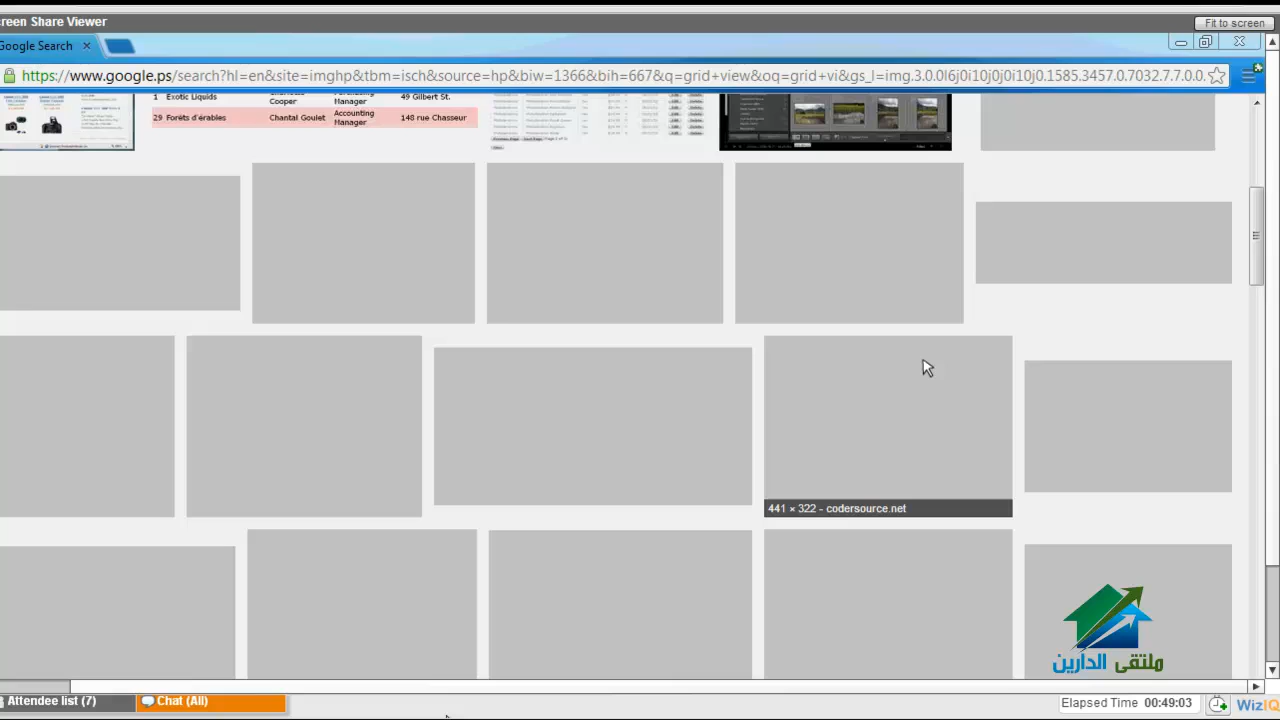 reen Share Viewer
Fit to screen
Google Search
https://www.google.ps/search?hl=en&site=imghp&tbm=isch&source=hp&biw=1366&bih=667&q=grid+view&oq=grid+vi&gs_l=img.3.0.0l6j0i10j0j0i10j0.1585.3457.0.7032.7.7.0.0.
1 Exotic Liquids Cooper Purchasing Manager 49 Gilbert St.
29 Forêts d'érables Chantal Goulet Accounting Manager 148 rue Chasseur
441 × 322 - codersource.net
ملتقى الدارين
Attendee list (7)
Chat (All)
Elapsed Time 00:49:03
WizIQ